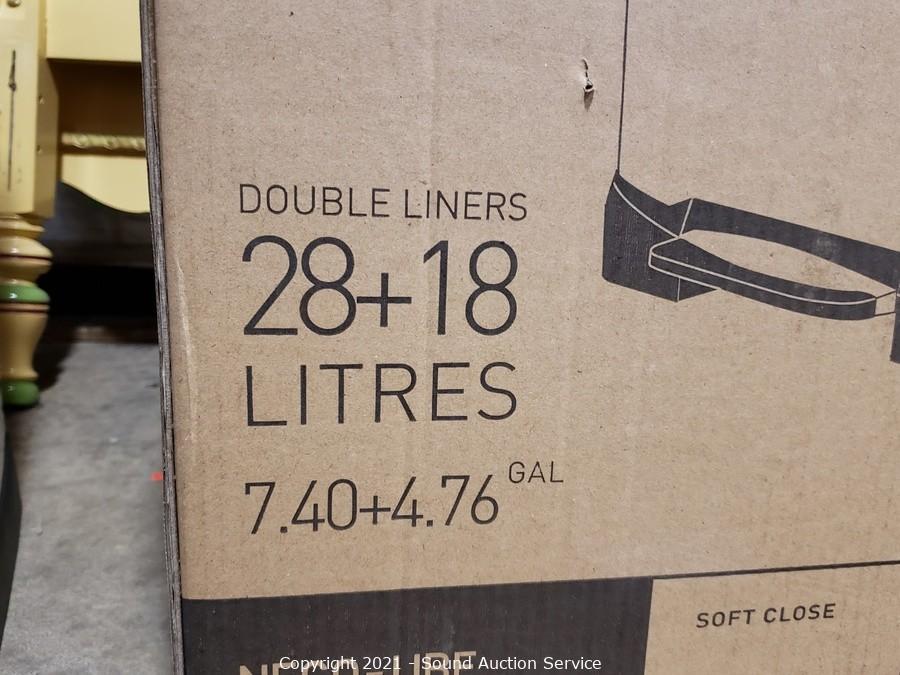 DOUBLE LINERS
28+18
LITRES
7.40+4.76 GAL
SOFT CLOSE
Copyright 2021 - Sound Auction Service